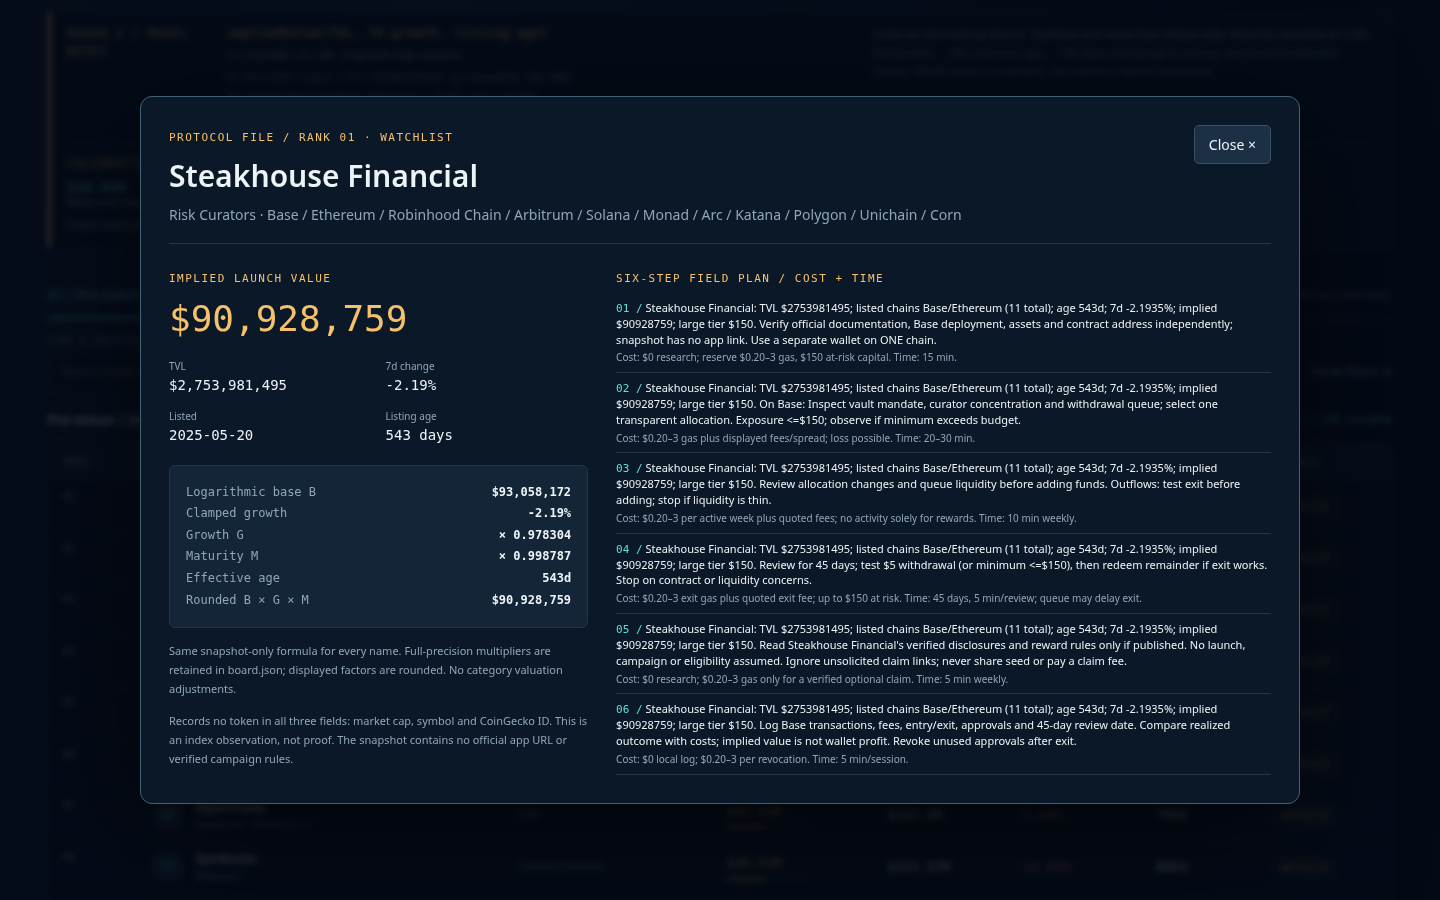 PROTOCOL FILE / RANK 01 · WATCHLIST
Close ×
Steakhouse Financial
Risk Curators · Base / Ethereum / Robinhood Chain / Arbitrum / Solana / Monad / Arc / Katana / Polygon / Unichain / Corn
IMPLIED LAUNCH VALUE
$90,928,759
TVL
$2,753,981,495
7d change
-2.19%
Listed
2025-05-20
Listing age
543 days
Logarithmic base B $93,058,172
Clamped growth -2.19%
Growth G × 0.978304
Maturity M × 0.998787
Effective age 543d
Rounded B × G × M $90,928,759
Same snapshot-only formula for every name. Full-precision multipliers are
retained in board.json; displayed factors are rounded. No category valuation
adjustments.
Records no token in all three fields: market cap, symbol and CoinGecko ID. This is
an index observation, not proof. The snapshot contains no official app URL or
verified campaign rules.
SIX-STEP FIELD PLAN / COST + TIME
01 / Steakhouse Financial: TVL $2753981495; listed chains Base/Ethereum (11 total); age 543d; 7d -2.1935%; implied
$90928759; large tier $150. Verify official documentation, Base deployment, assets and contract address independently;
snapshot has no app link. Use a separate wallet on ONE chain.
Cost: $0 research; reserve $0.20–3 gas, $150 at-risk capital. Time: 15 min.
02 / Steakhouse Financial: TVL $2753981495; listed chains Base/Ethereum (11 total); age 543d; 7d -2.1935%; implied
$90928759; large tier $150. On Base: Inspect vault mandate, curator concentration and withdrawal queue; select one
transparent allocation. Exposure <=$150; observe if minimum exceeds budget.
Cost: $0.20–3 gas plus displayed fees/spread; loss possible. Time: 20–30 min.
03 / Steakhouse Financial: TVL $2753981495; listed chains Base/Ethereum (11 total); age 543d; 7d -2.1935%; implied
$90928759; large tier $150. Review allocation changes and queue liquidity before adding funds. Outflows: test exit before
adding; stop if liquidity is thin.
Cost: $0.20–3 per active week plus quoted fees; no activity solely for rewards. Time: 10 min weekly.
04 / Steakhouse Financial: TVL $2753981495; listed chains Base/Ethereum (11 total); age 543d; 7d -2.1935%; implied
$90928759; large tier $150. Review for 45 days; test $5 withdrawal (or minimum <=$150), then redeem remainder if exit works.
Stop on contract or liquidity concerns.
Cost: $0.20–3 exit gas plus quoted exit fee; up to $150 at risk. Time: 45 days, 5 min/review; queue may delay exit.
05 / Steakhouse Financial: TVL $2753981495; listed chains Base/Ethereum (11 total); age 543d; 7d -2.1935%; implied
$90928759; large tier $150. Read Steakhouse Financial's verified disclosures and reward rules only if published. No launch,
campaign or eligibility assumed. Ignore unsolicited claim links; never share seed or pay a claim fee.
Cost: $0 research; $0.20–3 gas only for a verified optional claim. Time: 5 min weekly.
06 / Steakhouse Financial: TVL $2753981495; listed chains Base/Ethereum (11 total); age 543d; 7d -2.1935%; implied
$90928759; large tier $150. Log Base transactions, fees, entry/exit, approvals and 45-day review date. Compare realized
outcome with costs; implied value is not wallet profit. Revoke unused approvals after exit.
Cost: $0 local log; $0.20–3 per revocation. Time: 5 min/session.